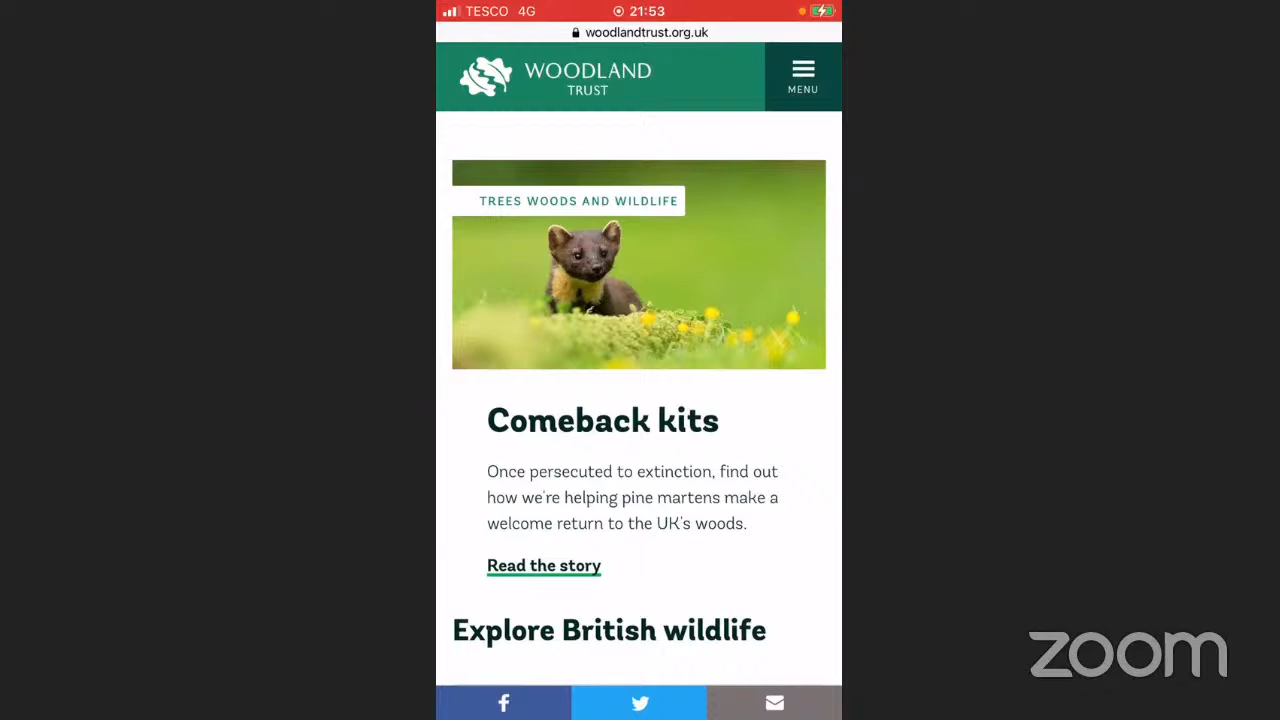 TESCO 4G 21:53
woodlandtrust.org.uk
WOODLAND
TRUST
MENU
TREES WOODS AND WILDLIFE
Comeback kits
Once persecuted to extinction, find out
how we're helping pine martens make a
welcome return to the UK's woods.
Read the story
Explore British wildlife
zoom